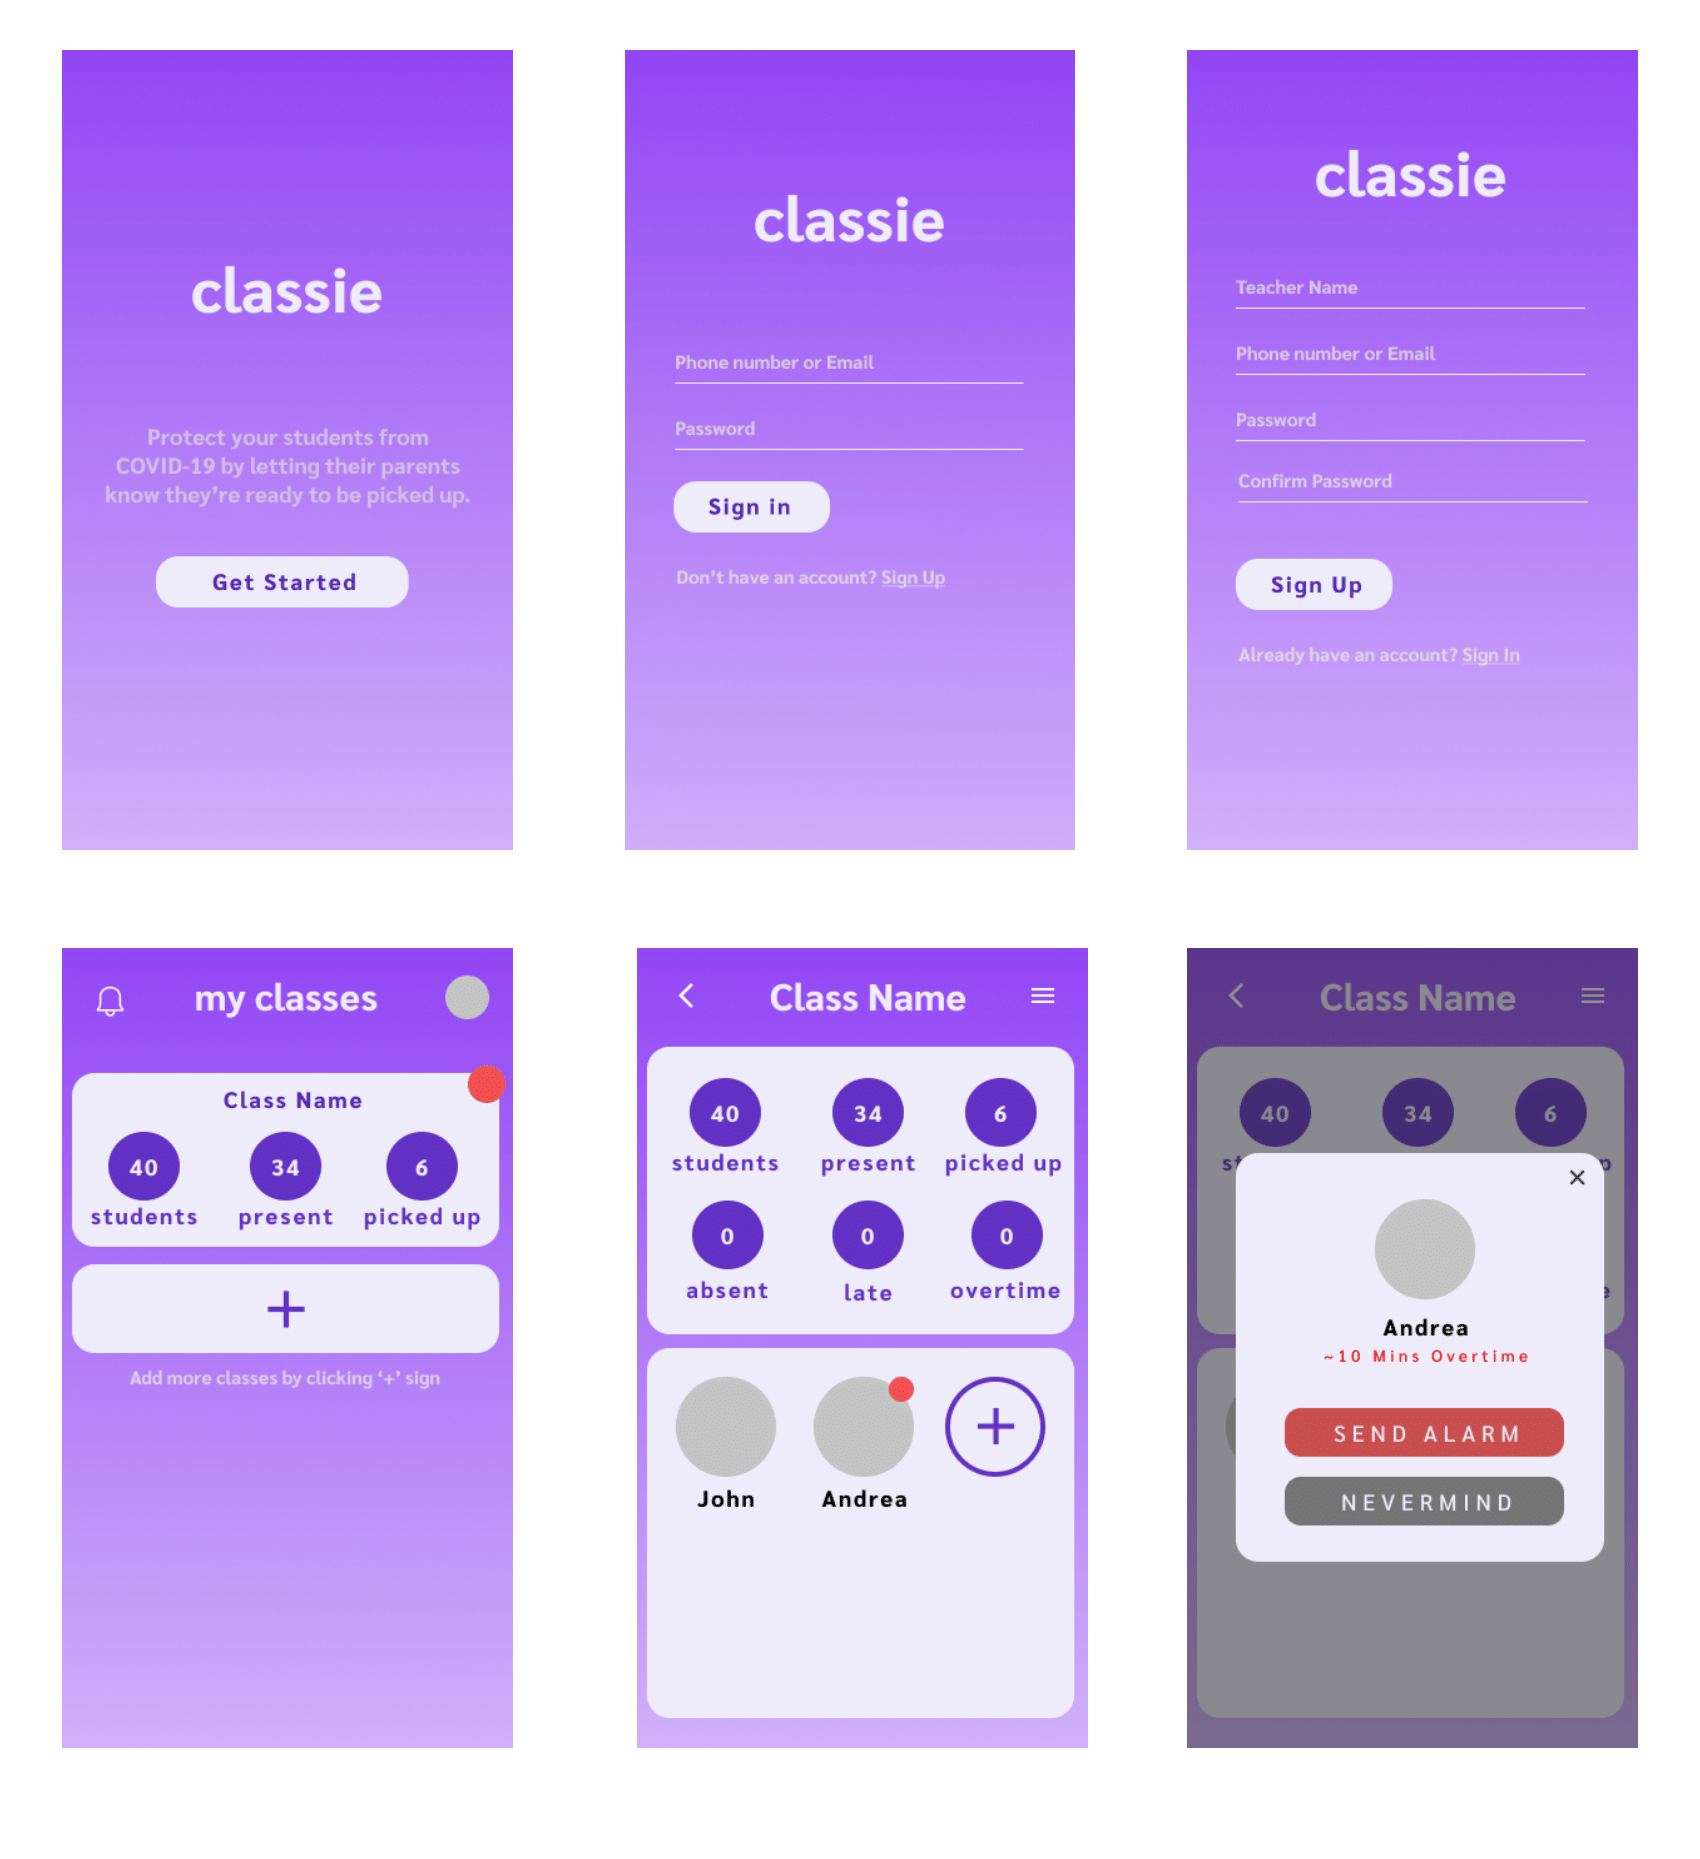 classie
Protect your students from
COVID-19 by letting their parents
know they’re ready to be picked up.
Get Started
classie
Phone number or Email
Password
Sign in
Don’t have an account? Sign Up
classie
Teacher Name
Phone number or Email
Password
Confirm Password
Sign Up
Already have an account? Sign In
my classes
Class Name
40 34 6
students present picked up
+
Add more classes by clicking ‘+’ sign
Class Name
40 34 6
students present picked up
0 0 0
absent late overtime
+
John Andrea
Class Name
40 34 6
st p
e
Andrea
~10 Mins Overtime
SEND ALARM
NEVERMIND